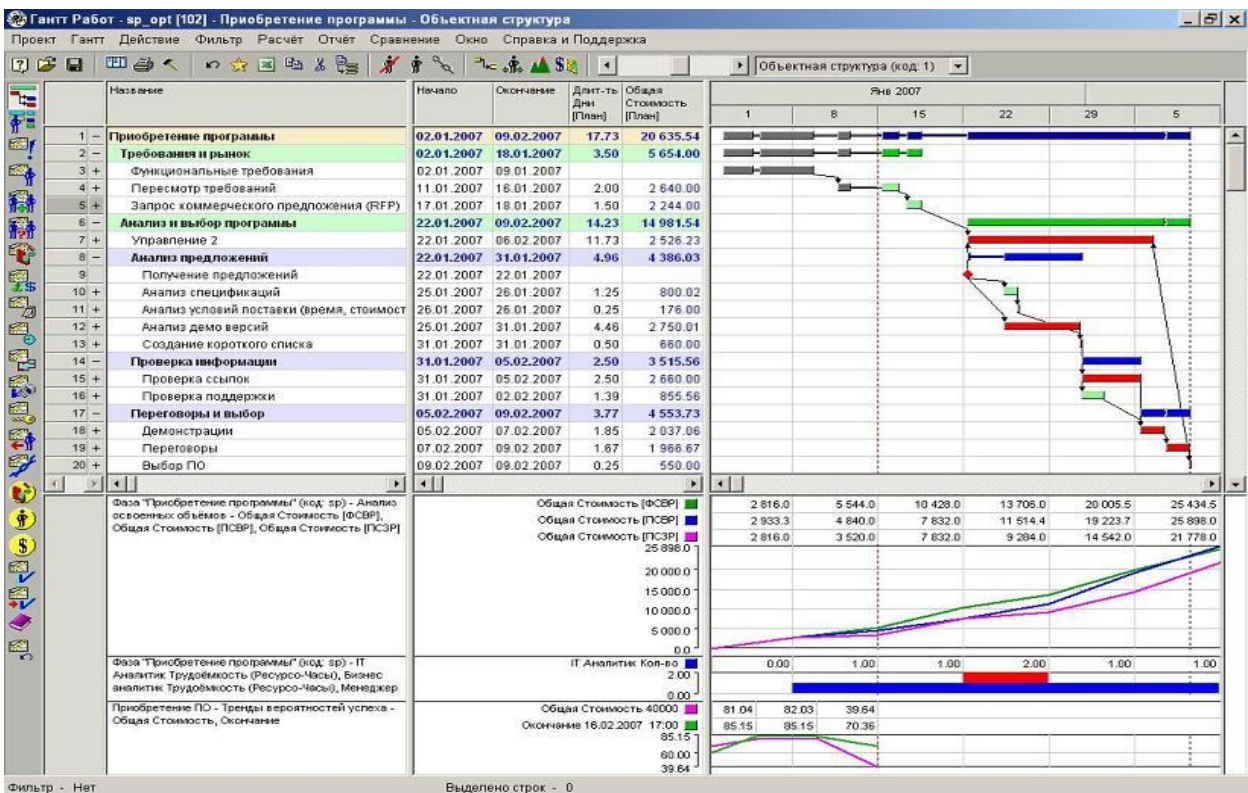 Гантт Работ - sp_opt [102] - Приобретение программы - Объектная структура
Проект Гантт Действие Фильтр Расчёт Отчёт Сравнение Окно Справка и Поддержка
Объектная структура (код: 1)
Название Начало Окончание Длит-ть Дни [План] Общая Стоимость [План] Янв 2007
1 8 15 22 29 5
1 − Приобретение программы 02.01.2007 09.02.2007 17.73 20 635.54
2 − Требования и рынок 02.01.2007 18.01.2007 3.50 5 654.00
3 + Функциональные требования 02.01.2007 09.01.2007
4 + Пересмотр требований 11.01.2007 16.01.2007 2.00 2 640.00
5 + Запрос коммерческого предложения (RFP) 17.01.2007 18.01.2007 1.50 2 244.00
6 − Анализ и выбор программы 22.01.2007 09.02.2007 14.23 14 981.54
7 + Управление 2 22.01.2007 06.02.2007 11.73 2 526.23
8 − Анализ предложений 22.01.2007 31.01.2007 4.96 4 386.03
9 Получение предложений 22.01.2007 22.01.2007
10 + Анализ спецификаций 25.01.2007 26.01.2007 1.25 800.02
11 + Анализ условий поставки (время, стоимост 26.01.2007 26.01.2007 0.25 176.00
12 + Анализ демо версий 25.01.2007 31.01.2007 4.46 2 750.01
13 + Создание короткого списка 31.01.2007 31.01.2007 0.50 660.00
14 − Проверка информации 31.01.2007 05.02.2007 2.50 3 515.56
15 + Проверка ссылок 31.01.2007 05.02.2007 2.50 2 660.00
16 + Проверка поддержки 31.01.2007 02.02.2007 1.39 855.56
17 − Переговоры и выбор 05.02.2007 09.02.2007 3.77 4 553.73
18 + Демонстрации 05.02.2007 07.02.2007 1.85 2 037.06
19 + Переговоры 07.02.2007 09.02.2007 1.67 1 966.67
20 + Выбор ПО 09.02.2007 09.02.2007 0.25 550.00
Фаза "Приобретение программы" (код: sp) - Анализ
освоенных объёмов - Общая Стоимость [ФСВР],
Общая Стоимость [ПСВР], Общая Стоимость [ПСЗР]
Общая Стоимость [ФСВР] 2 816.0 5 544.0 10 428.0 13 706.0 20 005.5 25 434.5
Общая Стоимость [ПСВР] 2 933.3 4 840.0 7 832.0 11 514.4 19 223.7 25 898.0
Общая Стоимость [ПСЗР] 2 816.0 3 520.0 7 832.0 9 284.0 14 542.0 21 778.0
25 898.0
20 000.0
15 000.0
10 000.0
5 000.0
0.0
Фаза "Приобретение программы" (код: sp) - IT
Аналитик Трудоёмкость (Ресурсо-Часы), Бизнес
аналитик Трудоёмкость (Ресурсо-Часы), Менеджер
IT Аналитик Кол-во 0.00 1.00 1.00 2.00 1.00 1.00
2.00
0.00
Приобретение ПО - Тренды вероятностей успеха -
Общая Стоимость, Окончание
Общая Стоимость 40000 81.04 82.03 39.64
Окончание 16.02.2007 17:00 85.15 85.15 70.36
85.15
60.00
39.64
Фильтр - Нет Выделено строк - 0